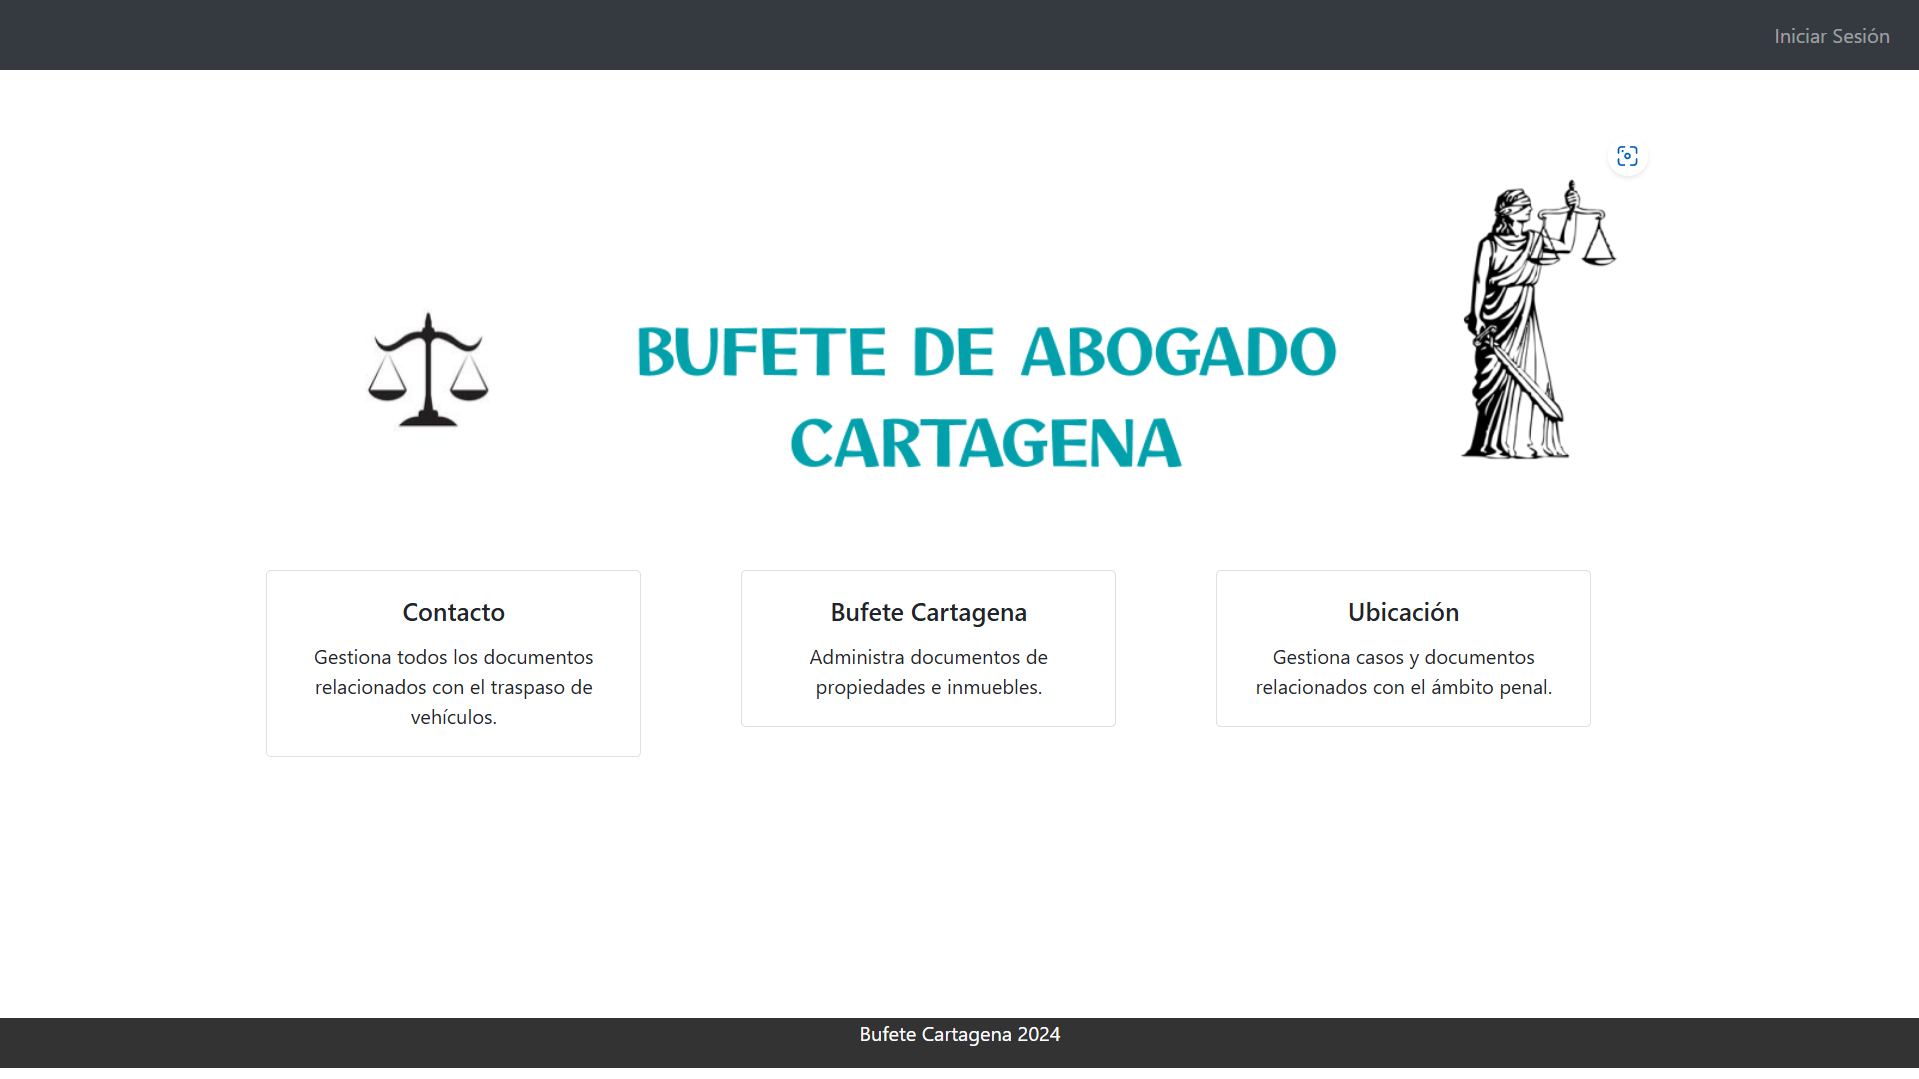 Iniciar Sesión
BUFETE DE ABOGADO
CARTAGENA
Contacto
Gestiona todos los documentos
relacionados con el traspaso de
vehículos.
Bufete Cartagena
Administra documentos de
propiedades e inmuebles.
Ubicación
Gestiona casos y documentos
relacionados con el ámbito penal.
Bufete Cartagena 2024